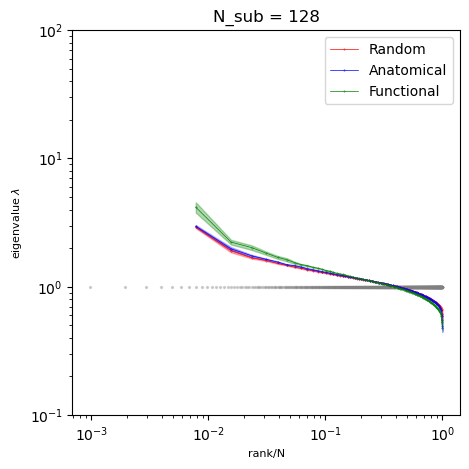 N_sub = 128
Random
Anatomical
Functional
eigenvalue λ
10²
10¹
10⁰
10⁻¹
10⁻³
10⁻²
10⁻¹
10⁰
rank/N